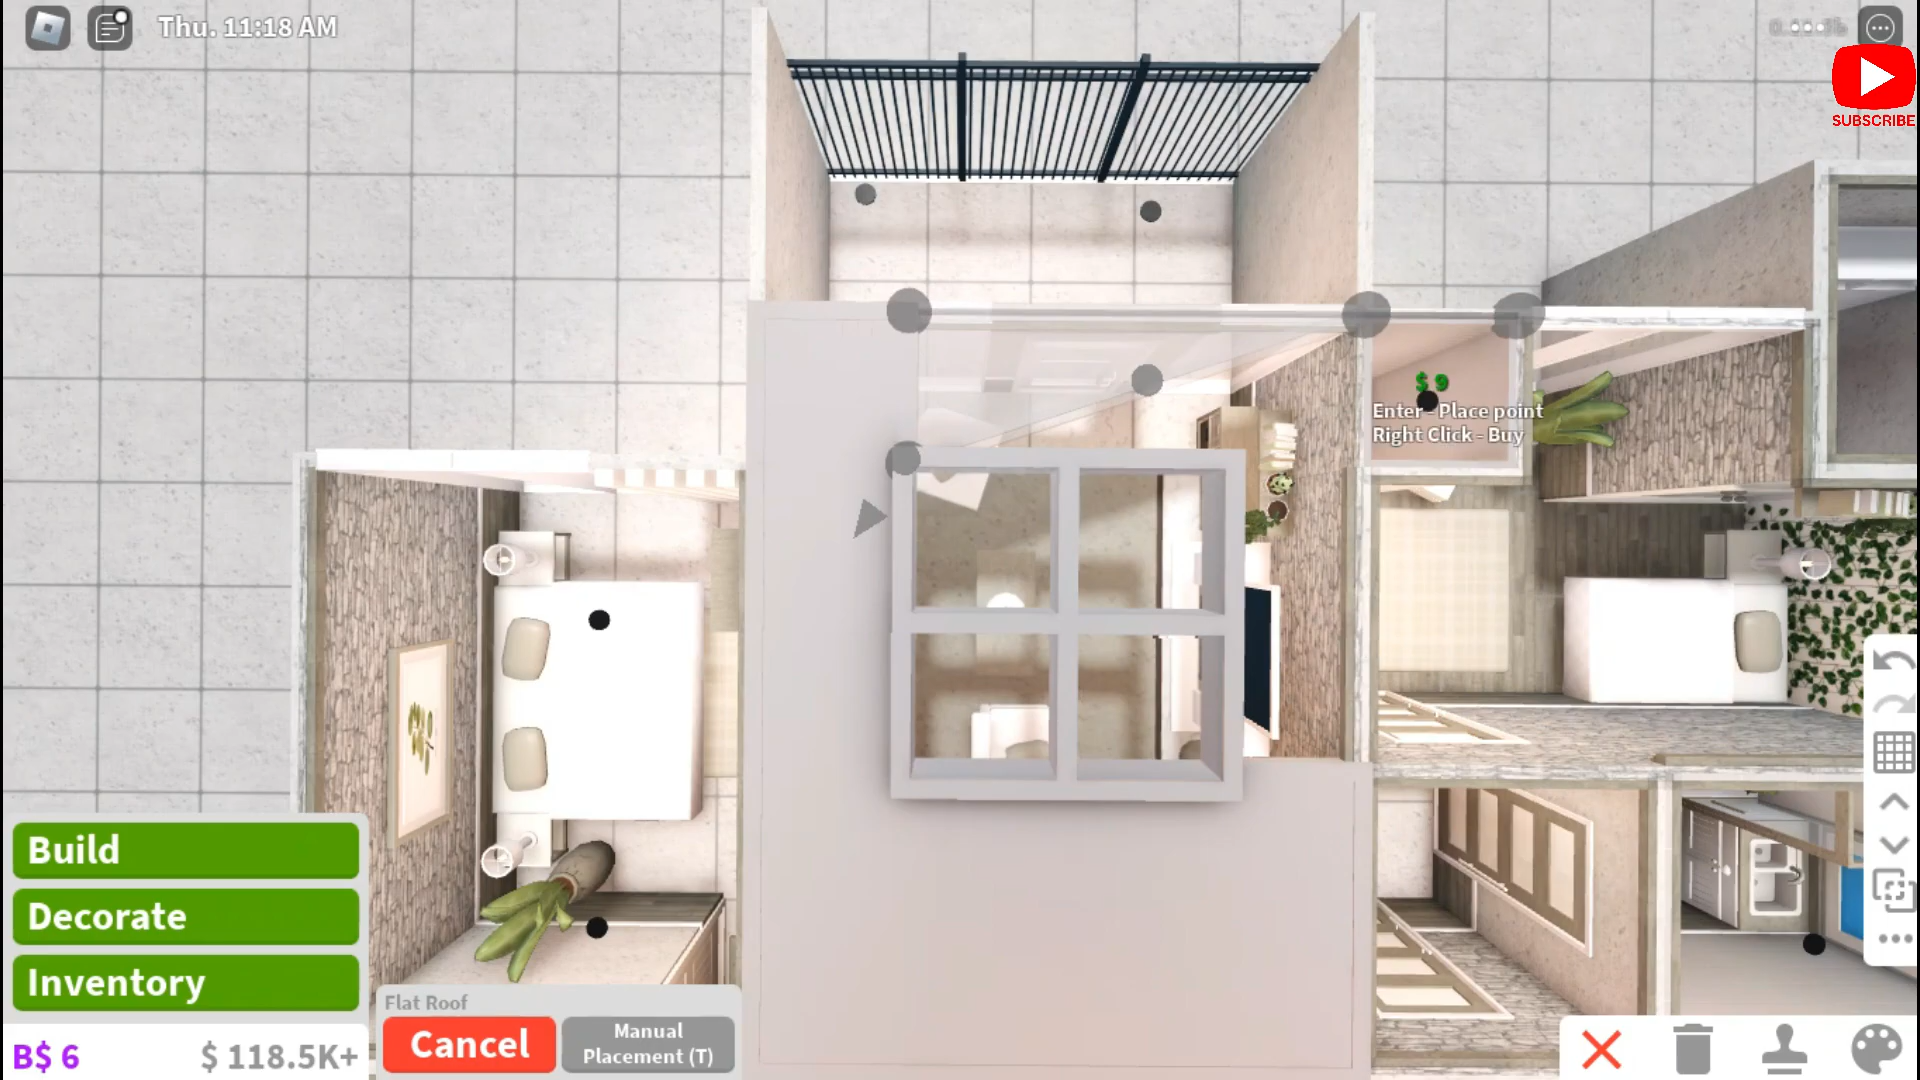 Thu. 11:18 AM
SUBSCRIBE
$ 9
Enter - Place point
Right Click - Buy
Build
Decorate
Inventory
B$ 6
$ 118.5K+
Flat Roof
Cancel
Manual
Placement (T)